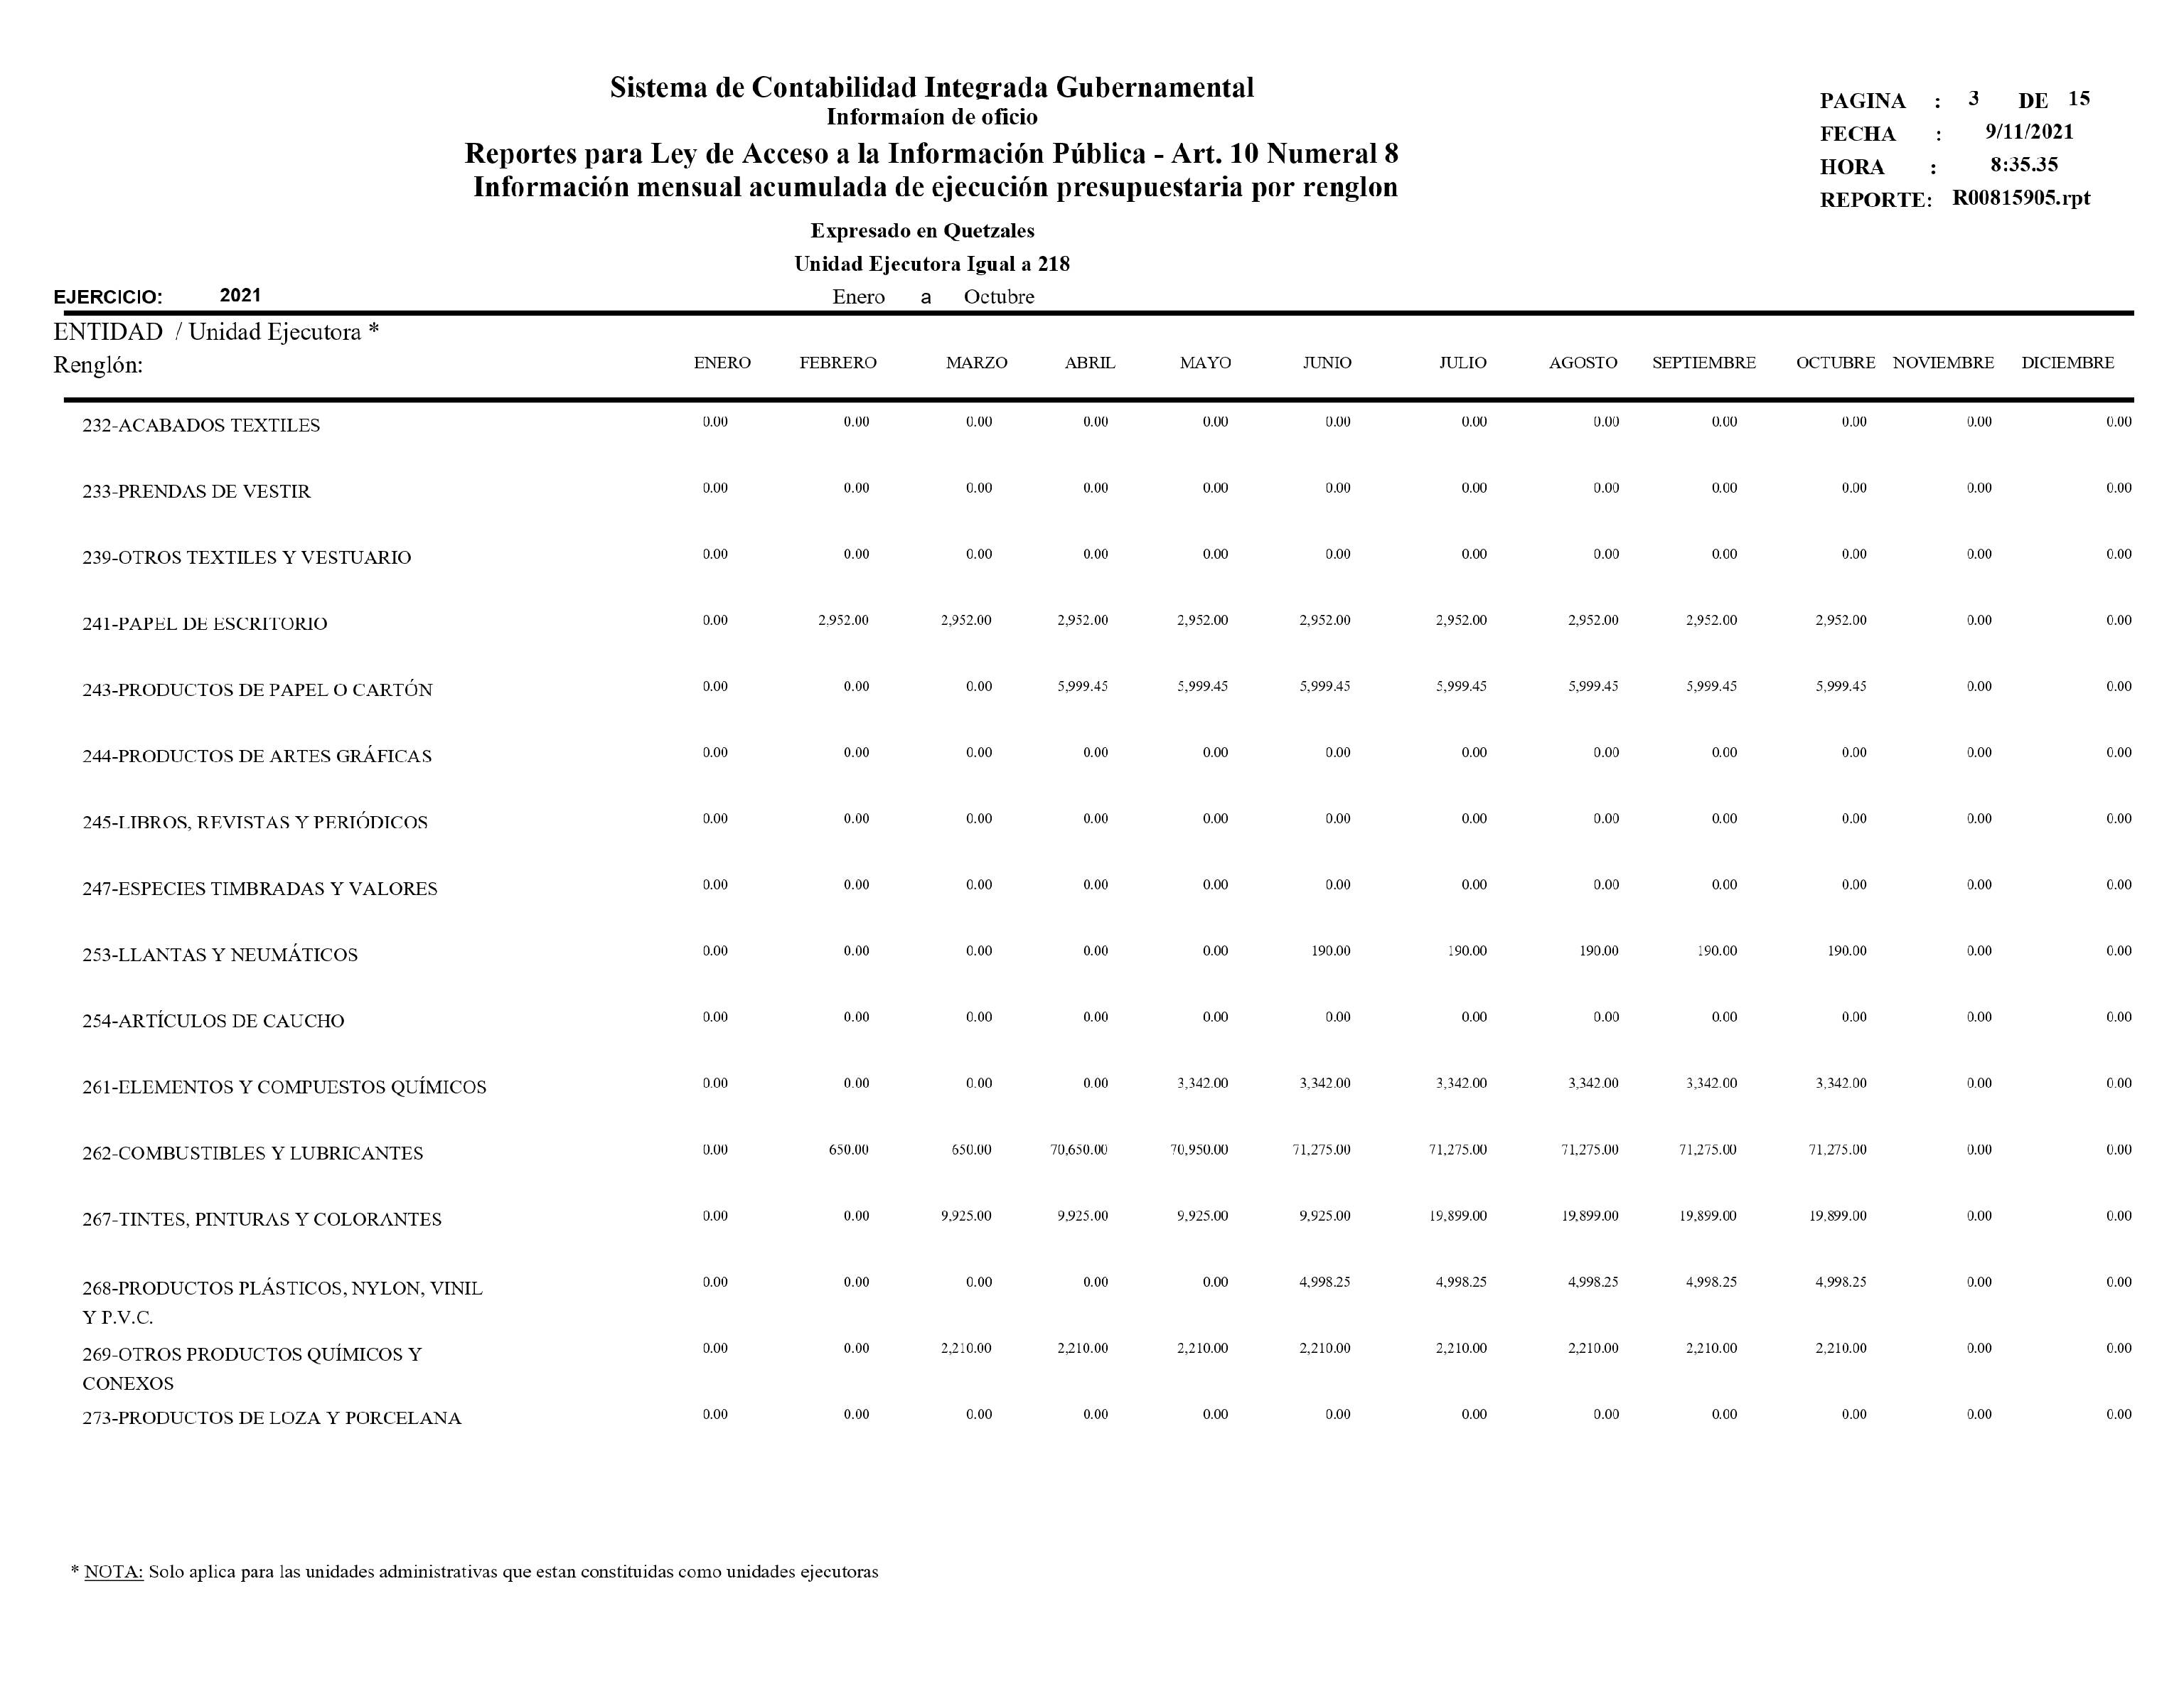 Sistema de Contabilidad Integrada Gubernamental
Informaíon de oficio
Reportes para Ley de Acceso a la Información Pública - Art. 10 Numeral 8
Información mensual acumulada de ejecución presupuestaria por renglon
Expresado en Quetzales
Unidad Ejecutora Igual a 218
PAGINA : 3 DE 15
FECHA : 9/11/2021
HORA : 8:35.35
REPORTE: R00815905.rpt
EJERCICIO: 2021 Enero a Octubre
ENTIDAD / Unidad Ejecutora *
Renglón: ENERO FEBRERO MARZO ABRIL MAYO JUNIO JULIO AGOSTO SEPTIEMBRE OCTUBRE NOVIEMBRE DICIEMBRE
232-ACABADOS TEXTILES 0.00 0.00 0.00 0.00 0.00 0.00 0.00 0.00 0.00 0.00 0.00 0.00
233-PRENDAS DE VESTIR 0.00 0.00 0.00 0.00 0.00 0.00 0.00 0.00 0.00 0.00 0.00 0.00
239-OTROS TEXTILES Y VESTUARIO 0.00 0.00 0.00 0.00 0.00 0.00 0.00 0.00 0.00 0.00 0.00 0.00
241-PAPEL DE ESCRITORIO 0.00 2,952.00 2,952.00 2,952.00 2,952.00 2,952.00 2,952.00 2,952.00 2,952.00 2,952.00 0.00 0.00
243-PRODUCTOS DE PAPEL O CARTÓN 0.00 0.00 0.00 5,999.45 5,999.45 5,999.45 5,999.45 5,999.45 5,999.45 5,999.45 0.00 0.00
244-PRODUCTOS DE ARTES GRÁFICAS 0.00 0.00 0.00 0.00 0.00 0.00 0.00 0.00 0.00 0.00 0.00 0.00
245-LIBROS, REVISTAS Y PERIÓDICOS 0.00 0.00 0.00 0.00 0.00 0.00 0.00 0.00 0.00 0.00 0.00 0.00
247-ESPECIES TIMBRADAS Y VALORES 0.00 0.00 0.00 0.00 0.00 0.00 0.00 0.00 0.00 0.00 0.00 0.00
253-LLANTAS Y NEUMÁTICOS 0.00 0.00 0.00 0.00 0.00 190.00 190.00 190.00 190.00 190.00 0.00 0.00
254-ARTÍCULOS DE CAUCHO 0.00 0.00 0.00 0.00 0.00 0.00 0.00 0.00 0.00 0.00 0.00 0.00
261-ELEMENTOS Y COMPUESTOS QUÍMICOS 0.00 0.00 0.00 0.00 3,342.00 3,342.00 3,342.00 3,342.00 3,342.00 3,342.00 0.00 0.00
262-COMBUSTIBLES Y LUBRICANTES 0.00 650.00 650.00 70,650.00 70,950.00 71,275.00 71,275.00 71,275.00 71,275.00 71,275.00 0.00 0.00
267-TINTES, PINTURAS Y COLORANTES 0.00 0.00 9,925.00 9,925.00 9,925.00 9,925.00 19,899.00 19,899.00 19,899.00 19,899.00 0.00 0.00
268-PRODUCTOS PLÁSTICOS, NYLON, VINIL 0.00 0.00 0.00 0.00 0.00 4,998.25 4,998.25 4,998.25 4,998.25 4,998.25 0.00 0.00
Y P.V.C.
269-OTROS PRODUCTOS QUÍMICOS Y 0.00 0.00 2,210.00 2,210.00 2,210.00 2,210.00 2,210.00 2,210.00 2,210.00 2,210.00 0.00 0.00
CONEXOS
273-PRODUCTOS DE LOZA Y PORCELANA 0.00 0.00 0.00 0.00 0.00 0.00 0.00 0.00 0.00 0.00 0.00 0.00
* NOTA: Solo aplica para las unidades administrativas que estan constituidas como unidades ejecutoras